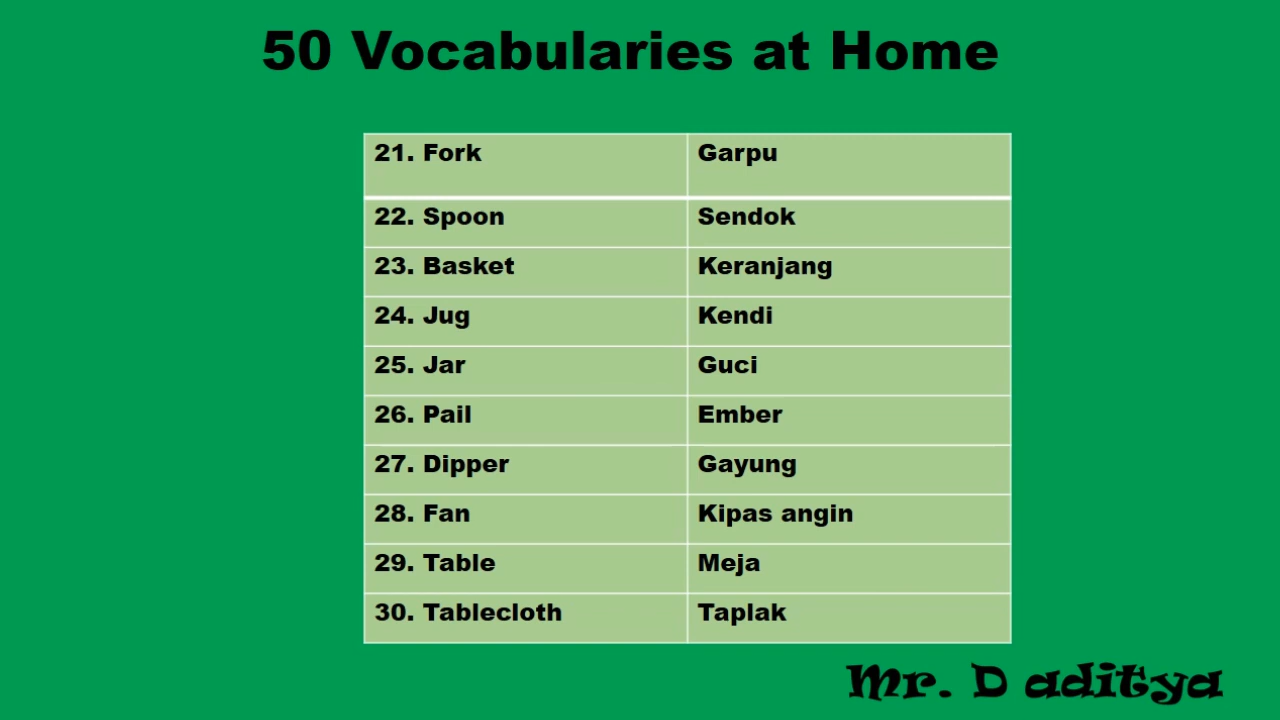 50 Vocabularies at Home
21. Fork Garpu
22. Spoon Sendok
23. Basket Keranjang
24. Jug Kendi
25. Jar Guci
26. Pail Ember
27. Dipper Gayung
28. Fan Kipas angin
29. Table Meja
30. Tablecloth Taplak
Mr. D aditya